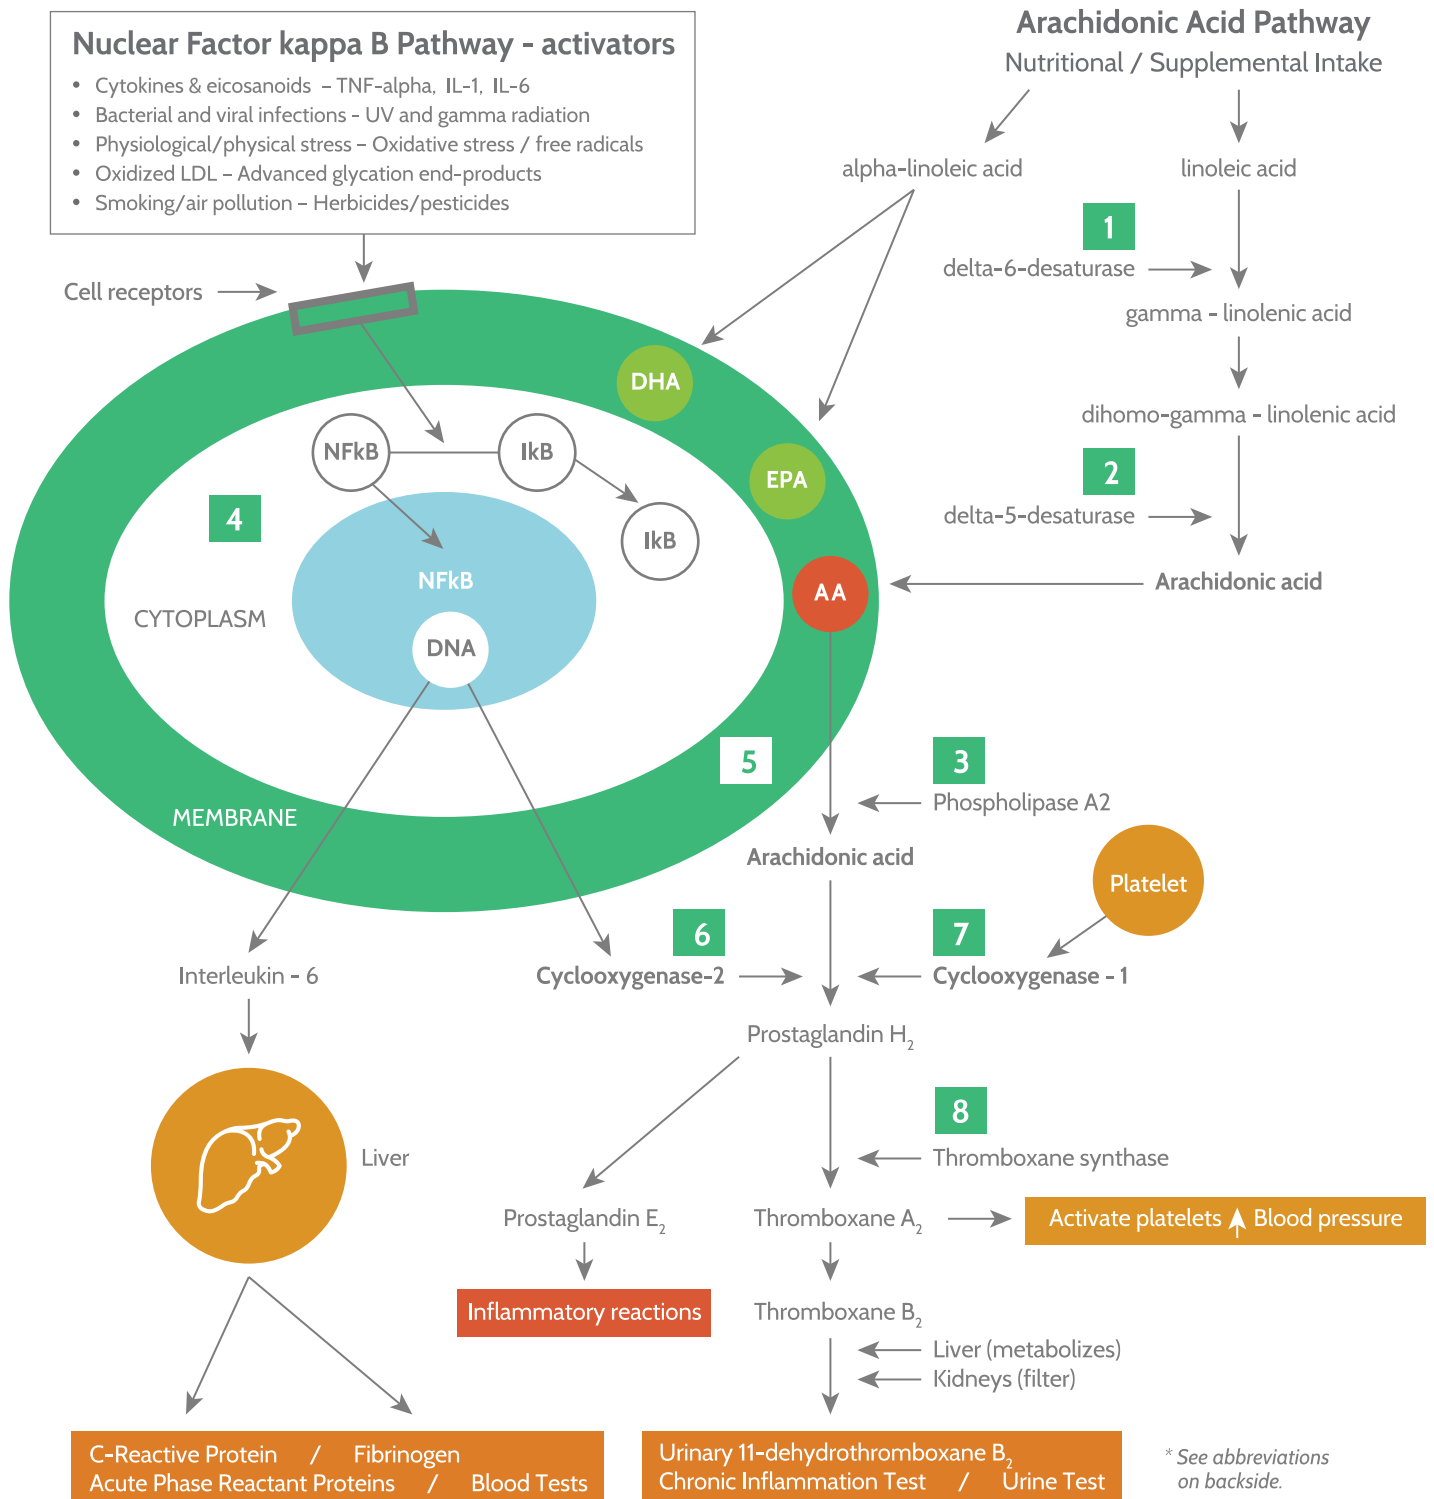 Nuclear Factor kappa B Pathway - activators
• Cytokines & eicosanoids – TNF-alpha, IL-1, IL-6
• Bacterial and viral infections - UV and gamma radiation
• Physiological/physical stress – Oxidative stress / free radicals
• Oxidized LDL – Advanced glycation end-products
• Smoking/air pollution – Herbicides/pesticides
Arachidonic Acid Pathway
Nutritional / Supplemental Intake
alpha-linoleic acid
linoleic acid
1
delta-6-desaturase
gamma - linolenic acid
dihomo-gamma - linolenic acid
2
delta-5-desaturase
Arachidonic acid
Cell receptors
DHA
EPA
AA
NFkB
IkB
IkB
4
NFkB
DNA
CYTOPLASM
5
MEMBRANE
3
Phospholipase A2
Arachidonic acid
Platelet
6
7
Interleukin - 6
Cyclooxygenase-2
Cyclooxygenase - 1
Prostaglandin H₂
8
Liver
Thromboxane synthase
Prostaglandin E₂
Thromboxane A₂
Activate platelets Blood pressure
Inflammatory reactions
Thromboxane B₂
Liver (metabolizes)
Kidneys (filter)
C-Reactive Protein / Fibrinogen
Acute Phase Reactant Proteins / Blood Tests
Urinary 11-dehydrothromboxane B₂
Chronic Inflammation Test / Urine Test
* See abbreviations
on backside.